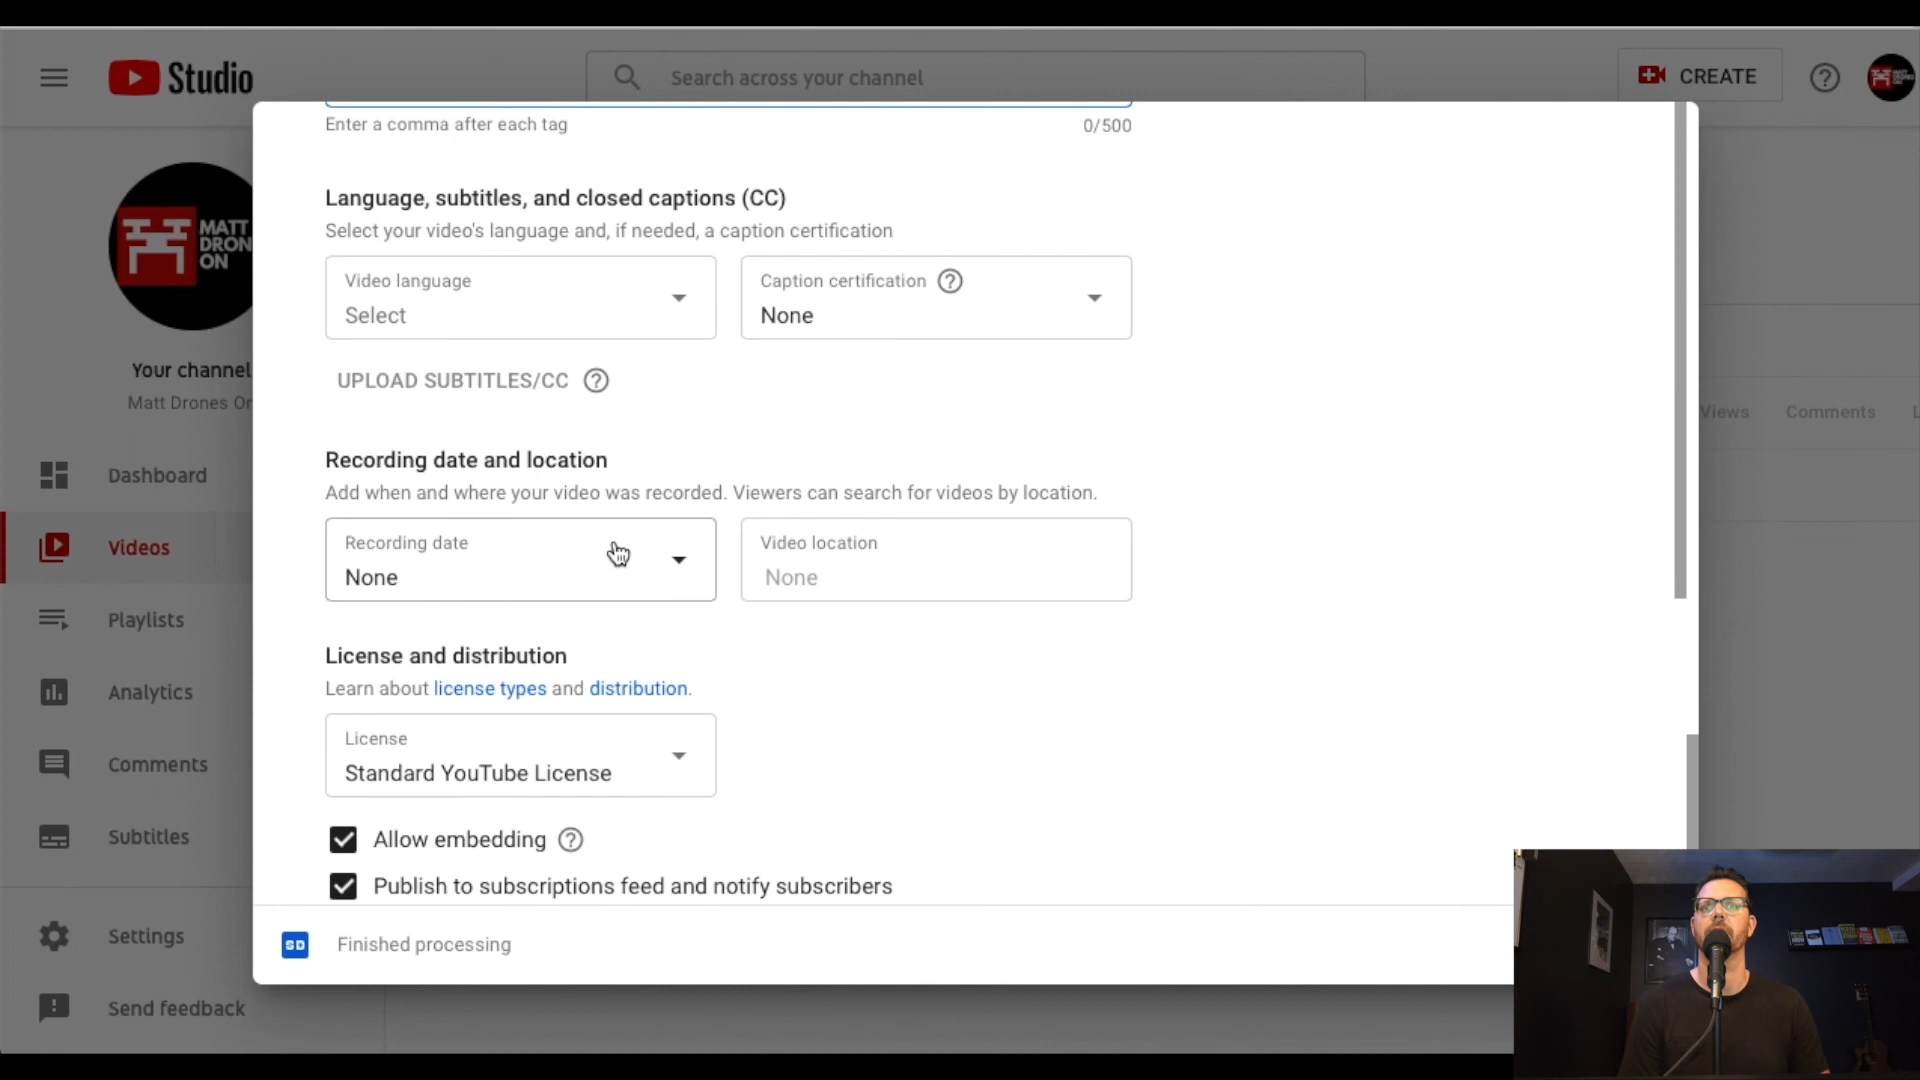 Studio
Search across your channel
CREATE
Enter a comma after each tag
0/500
Language, subtitles, and closed captions (CC)
Select your video's language and, if needed, a caption certification
Video language
Select
Caption certification
None
UPLOAD SUBTITLES/CC
Recording date and location
Add when and where your video was recorded. Viewers can search for videos by location.
Recording date
None
Video location
None
License and distribution
Learn about license types and distribution.
License
Standard YouTube License
Allow embedding
Publish to subscriptions feed and notify subscribers
SD
Finished processing
MATT
DRON
ON
Your channel
Matt Drones Or
Dashboard
Videos
Playlists
Analytics
Comments
Subtitles
Settings
Send feedback
Views
Comments